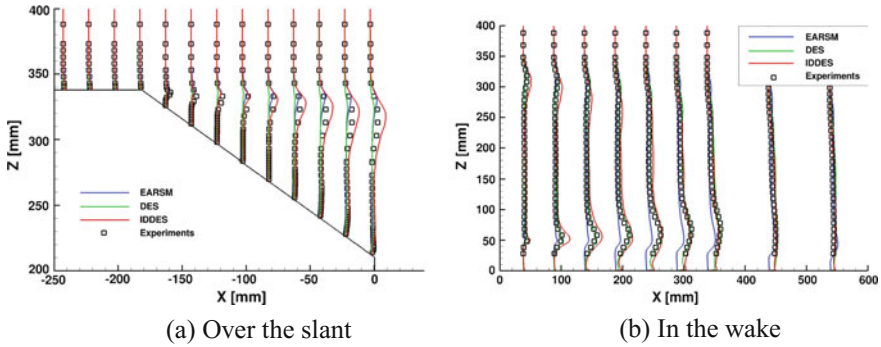 400
350
300
250
200
Z [mm]
EARSM
DES
IDDES
Experiments
-250 -200 -150 -100 -50 0
X [mm]
(a) Over the slant
400
350
300
250
200
150
100
50
0
Z [mm]
EARSM
DES
IDDES
Experiments
0 100 200 300 400 500 600
X [mm]
(b) In the wake